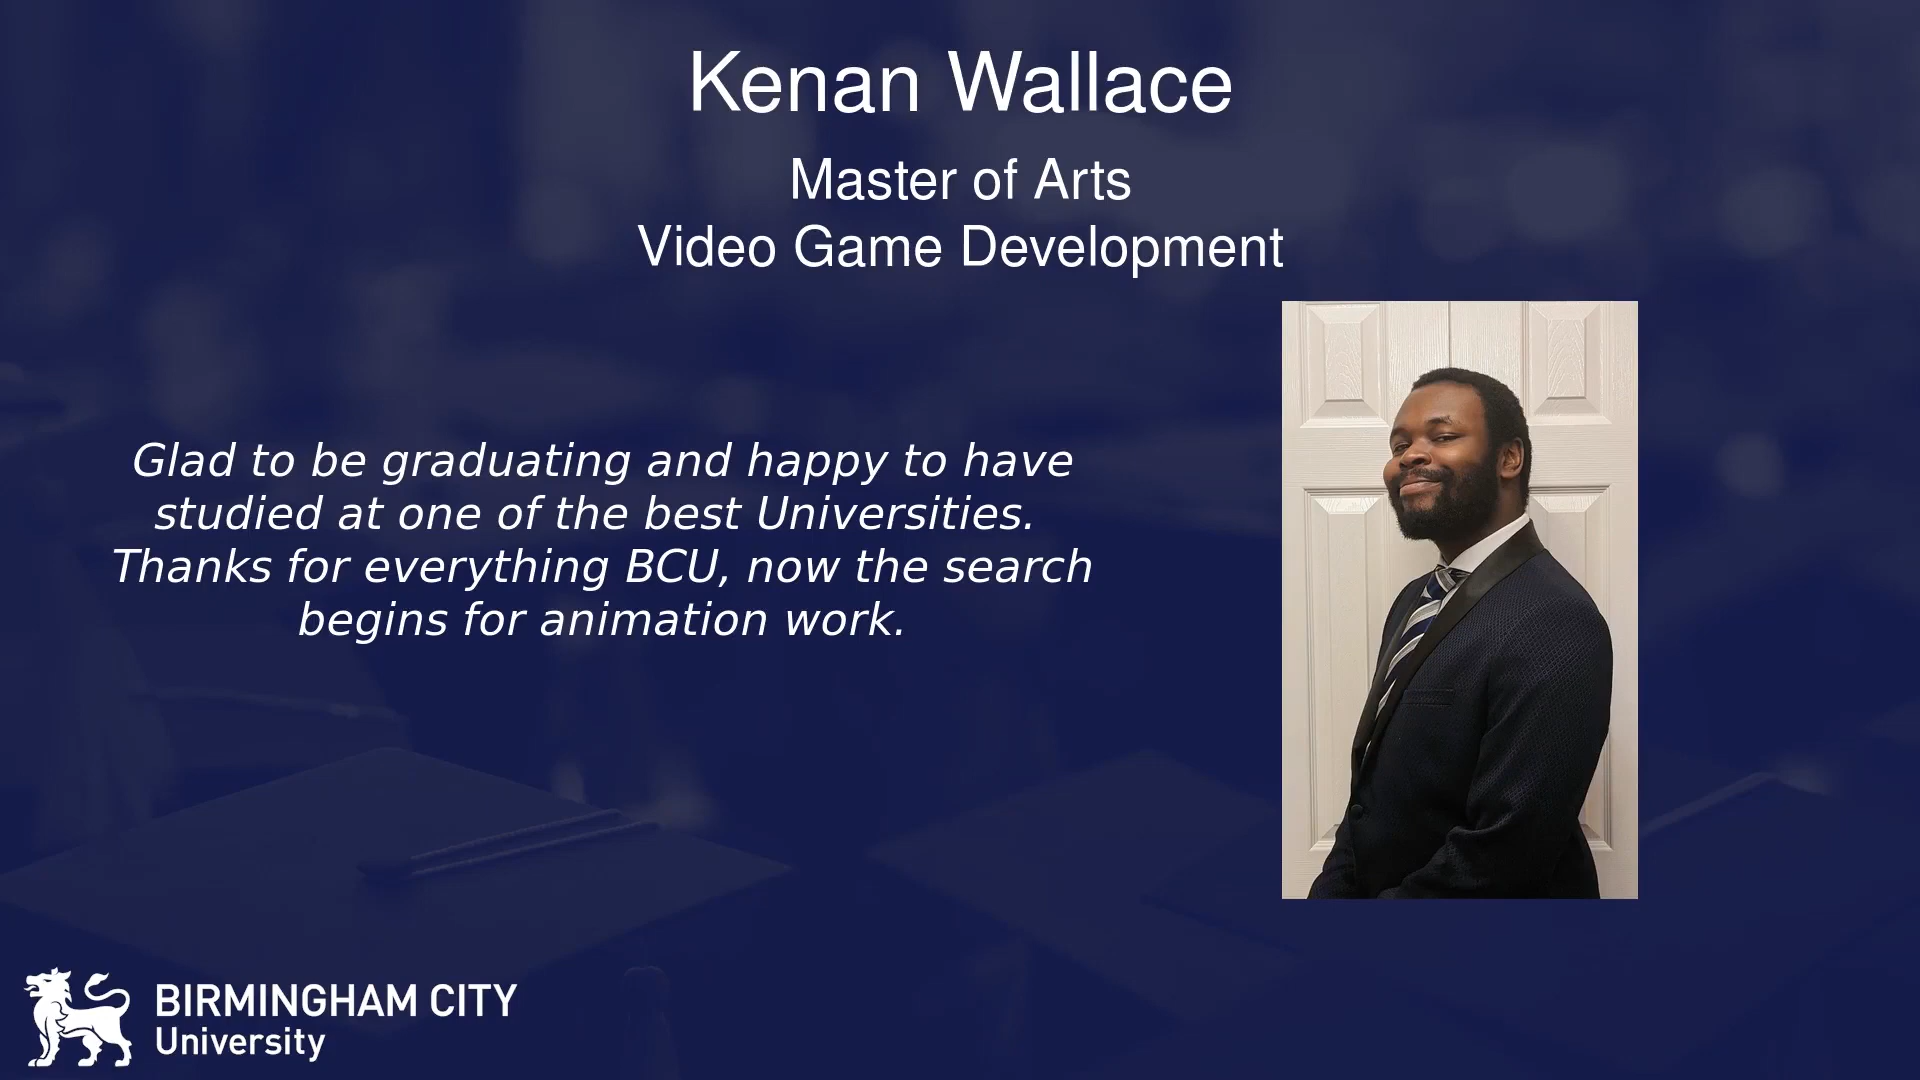 Kenan Wallace
Master of Arts
Video Game Development
Glad to be graduating and happy to have
studied at one of the best Universities.
Thanks for everything BCU, now the search
begins for animation work.
BIRMINGHAM CITY
University